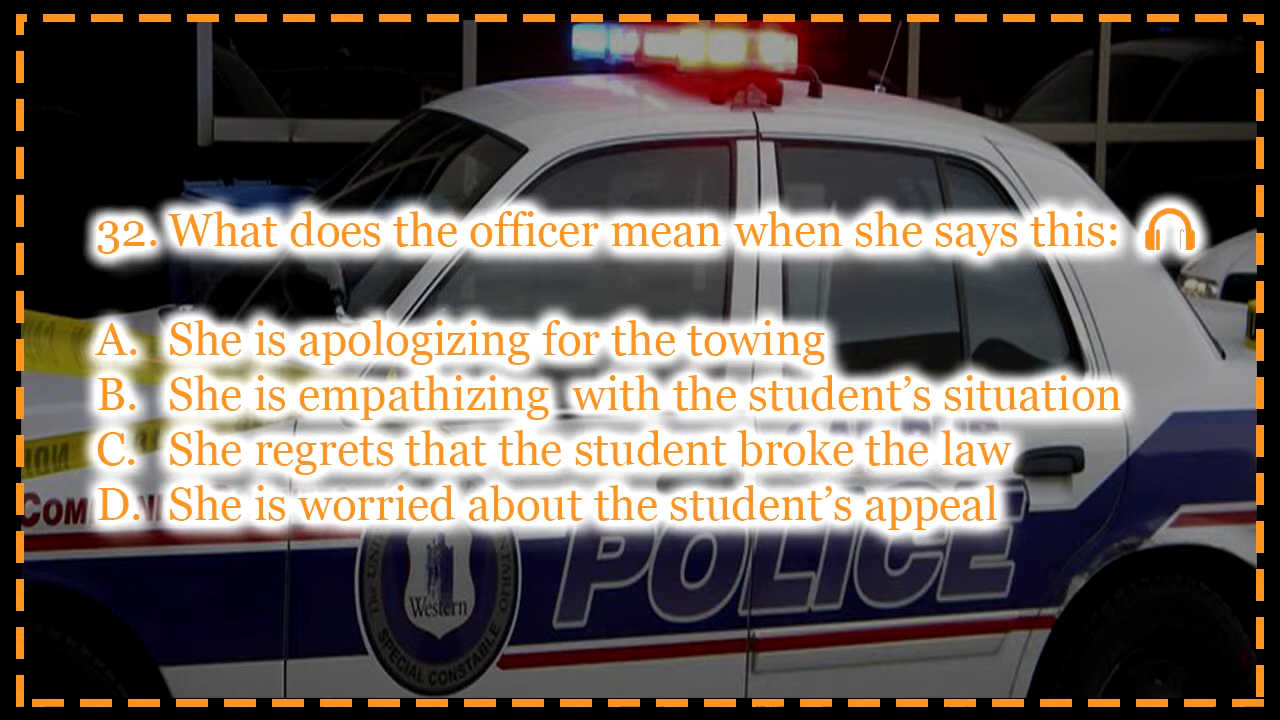 32. What does the officer mean when she says this:
A. She is apologizing for the towing
B. She is empathizing  with the student’s situation
C. She regrets that the student broke the law
D. She is worried about the student’s appeal
POLICE
Western
SPECIAL CONSTABLE